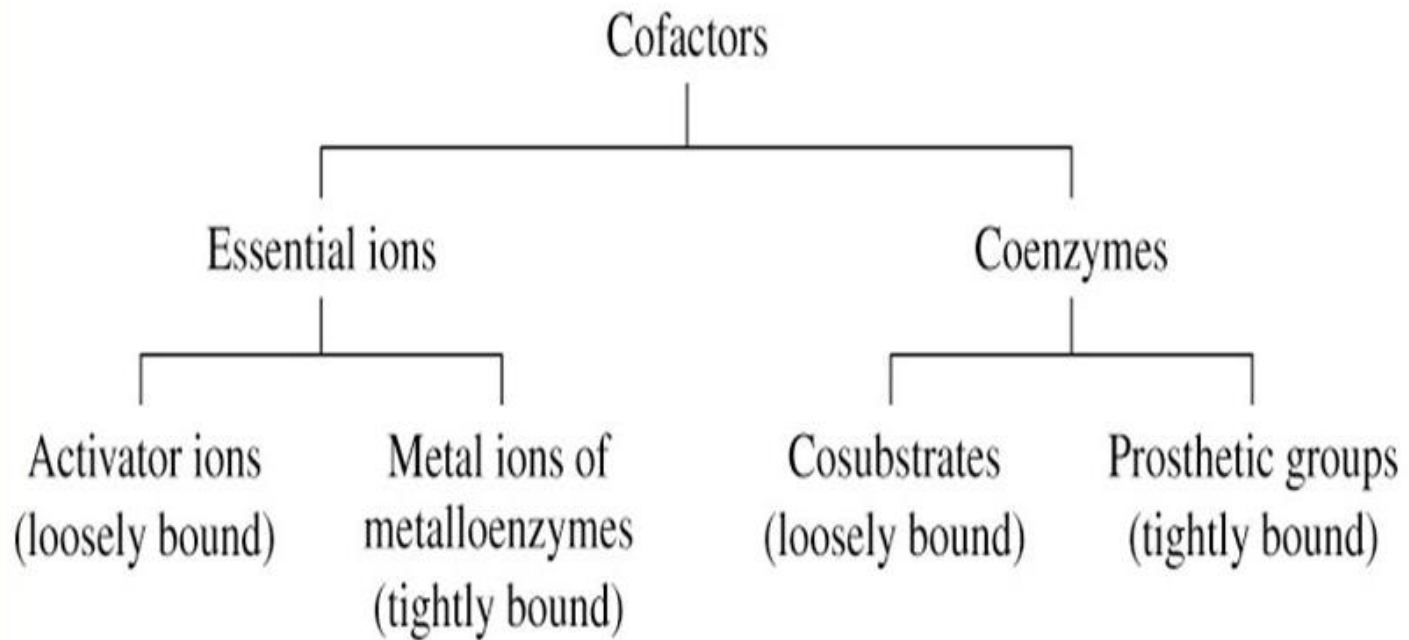 Cofactors
Essential ions
Coenzymes
Activator ions
(loosely bound)
Metal ions of
metalloenzymes
(tightly bound)
Cosubstrates
(loosely bound)
Prosthetic groups
(tightly bound)